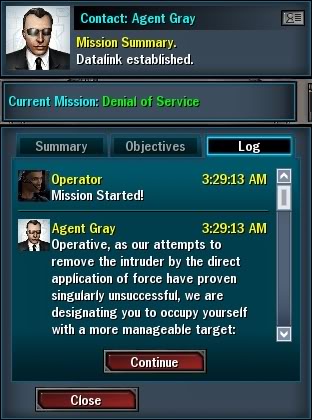 Contact: Agent Gray
Mission Summary.
Datalink established.
Current Mission: Denial of Service
Summary
Objectives
Log
Operator 3:29:13 AM
Mission Started!
Agent Gray 3:29:13 AM
Operative, as our attempts to
remove the intruder by the direct
application of force have proven
singularly unsuccessful, we are
designating you to occupy yourself
with a more manageable target:
Continue
Close